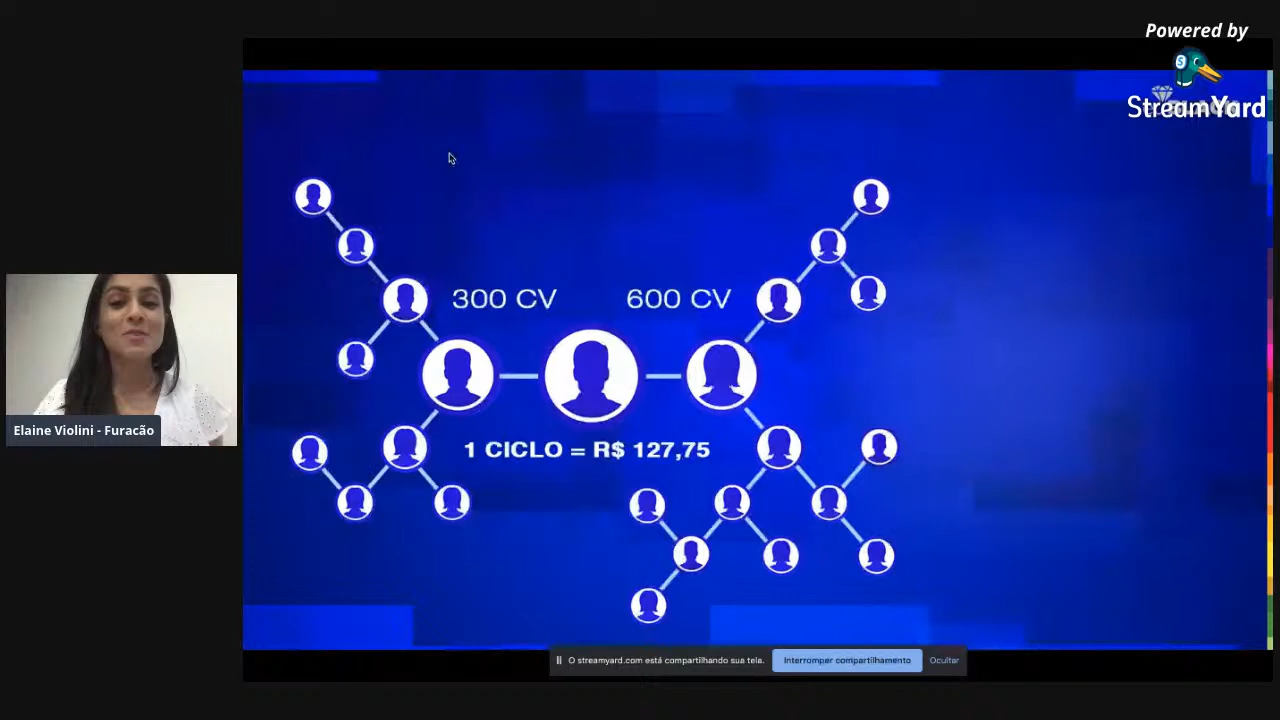 Powered by
StreamYard
300 CV
600 CV
1 CICLO = R$ 127,75
Elaine Violini - Furacão
O streamyard.com está compartilhando sua tela.
Interromper compartilhamento
Ocultar